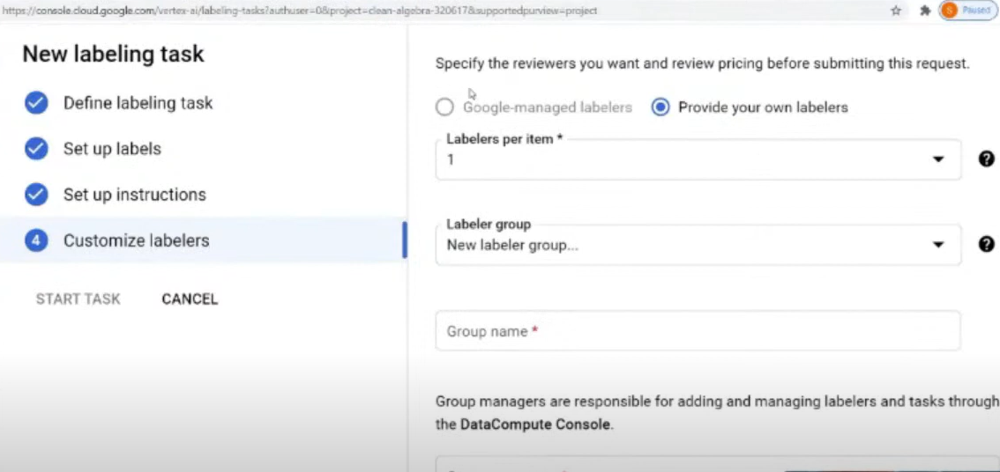 https://console.cloud.google.com/vertex-ai/labeling-tasks?authuser=0&project=clean-algebra-320617&supportedpurview=project
S Paused
New labeling task
Define labeling task
Set up labels
Set up instructions
4 Customize labelers
START TASK CANCEL
Specify the reviewers you want and review pricing before submitting this request.
Google-managed labelers Provide your own labelers
Labelers per item *
1
Labeler group
New labeler group...
Group name *
Group managers are responsible for adding and managing labelers and tasks through
the DataCompute Console.